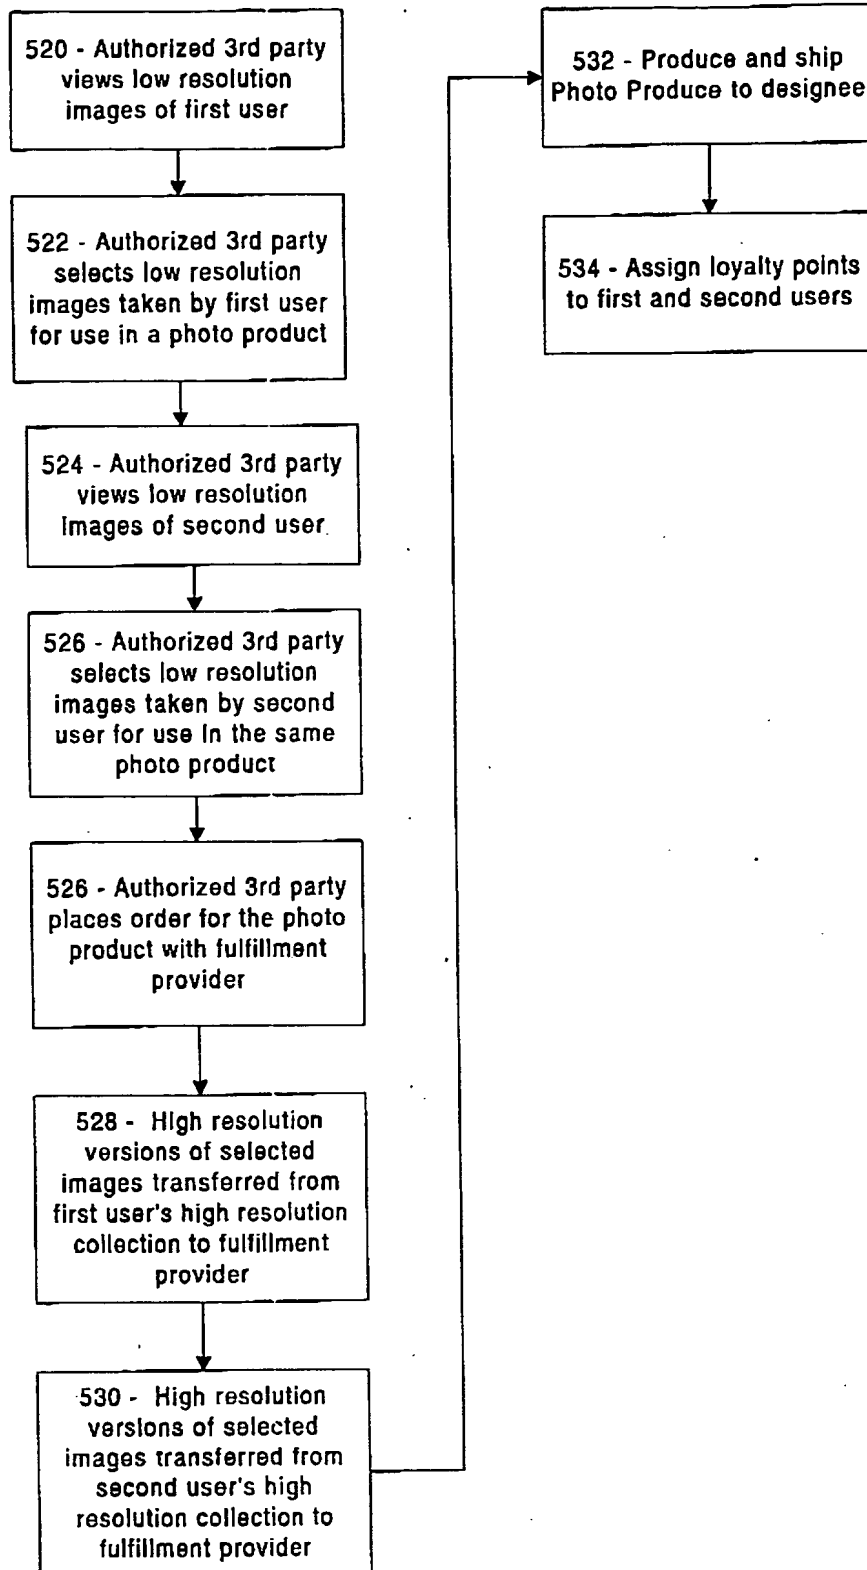 520 - Authorized 3rd party
views low resolution
images of first user
522 - Authorized 3rd party
selects low resolution
images taken by first user
for use in a photo product
524 - Authorized 3rd party
views low resolution
images of second user
526 - Authorized 3rd party
selects low resolution
images taken by second
user for use in the same
photo product
526 - Authorized 3rd party
places order for the photo
product with fulfillment
provider
528 - High resolution
versions of selected
images transferred from
first user's high resolution
collection to fulfillment
provider
530 - High resolution
versions of selected
images transferred from
second user's high
resolution collection to
fulfillment provider
532 - Produce and ship
Photo Produce to designee
534 - Assign loyalty points
to first and second users